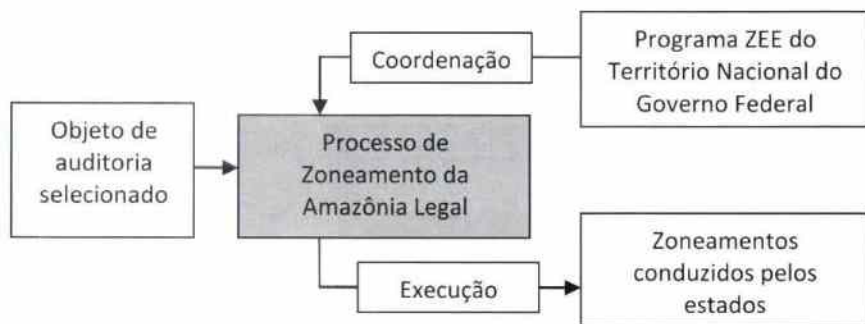 Coordenação
Programa ZEE do
Território Nacional do
Governo Federal
Objeto de
auditoria
selecionado
Processo de
Zoneamento da
Amazônia Legal
Execução
Zoneamentos
conduzidos pelos
estados